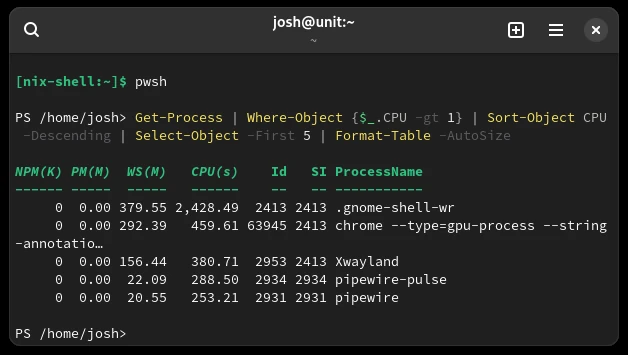 josh@unit:~
~
[nix-shell:~]$ pwsh
PS /home/josh> Get-Process | Where-Object {$_.CPU -gt 1} | Sort-Object CPU
-Descending | Select-Object -First 5 | Format-Table -AutoSize
NPM(K) PM(M) WS(M) CPU(s) Id SI ProcessName
------ ----- ----- ------ -- -- -----------
0 0.00 379.55 2,428.49 2413 2413 .gnome-shell-wr
0 0.00 292.39 459.61 63945 2413 chrome --type=gpu-process --string
-annotatio…
0 0.00 156.44 380.71 2953 2413 Xwayland
0 0.00 22.09 288.50 2934 2934 pipewire-pulse
0 0.00 20.55 253.21 2931 2931 pipewire
PS /home/josh>